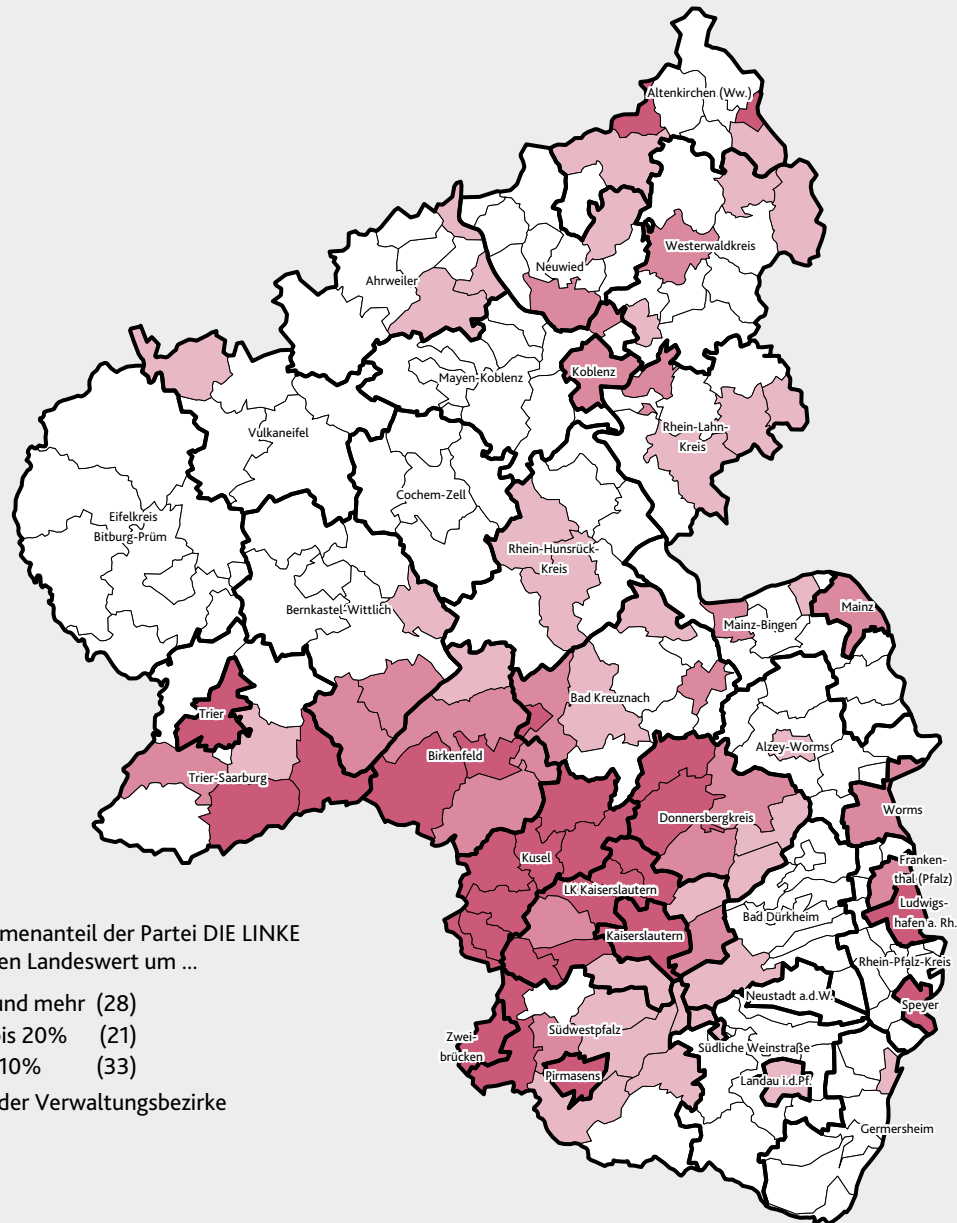 Altenkirchen (Ww.)
Westerwaldkreis
Neuwied
Ahrweiler
Koblenz
Mayen-Koblenz
Rhein-Lahn-
Kreis
Vulkaneifel
Cochem-Zell
Eifelkreis
Bitburg-Prüm
Rhein-Hunsrück-
Kreis
Bernkastel-Wittlich
Mainz
Mainz-Bingen
Bad Kreuznach
Trier
Alzey-Worms
Birkenfeld
Trier-Saarburg
Worms
Donnersbergkreis
Kusel
Franken-
thal (Pfalz)
LK Kaiserslautern
Ludwigs-
hafen a. Rh.
Bad Dürkheim
Kaiserslautern
Rhein-Pfalz-Kreis
Neustadt a.d.W.
Speyer
Südwestpfalz
Zwei-
brücken
Südliche Weinstraße
Pirmasens
Landau i.d.Pf.
Germersheim
der Partei DIE LINKE
Landeswert um ...
und mehr (28)
bis 20% (21)
10% (33)
der Verwaltungsbezirke